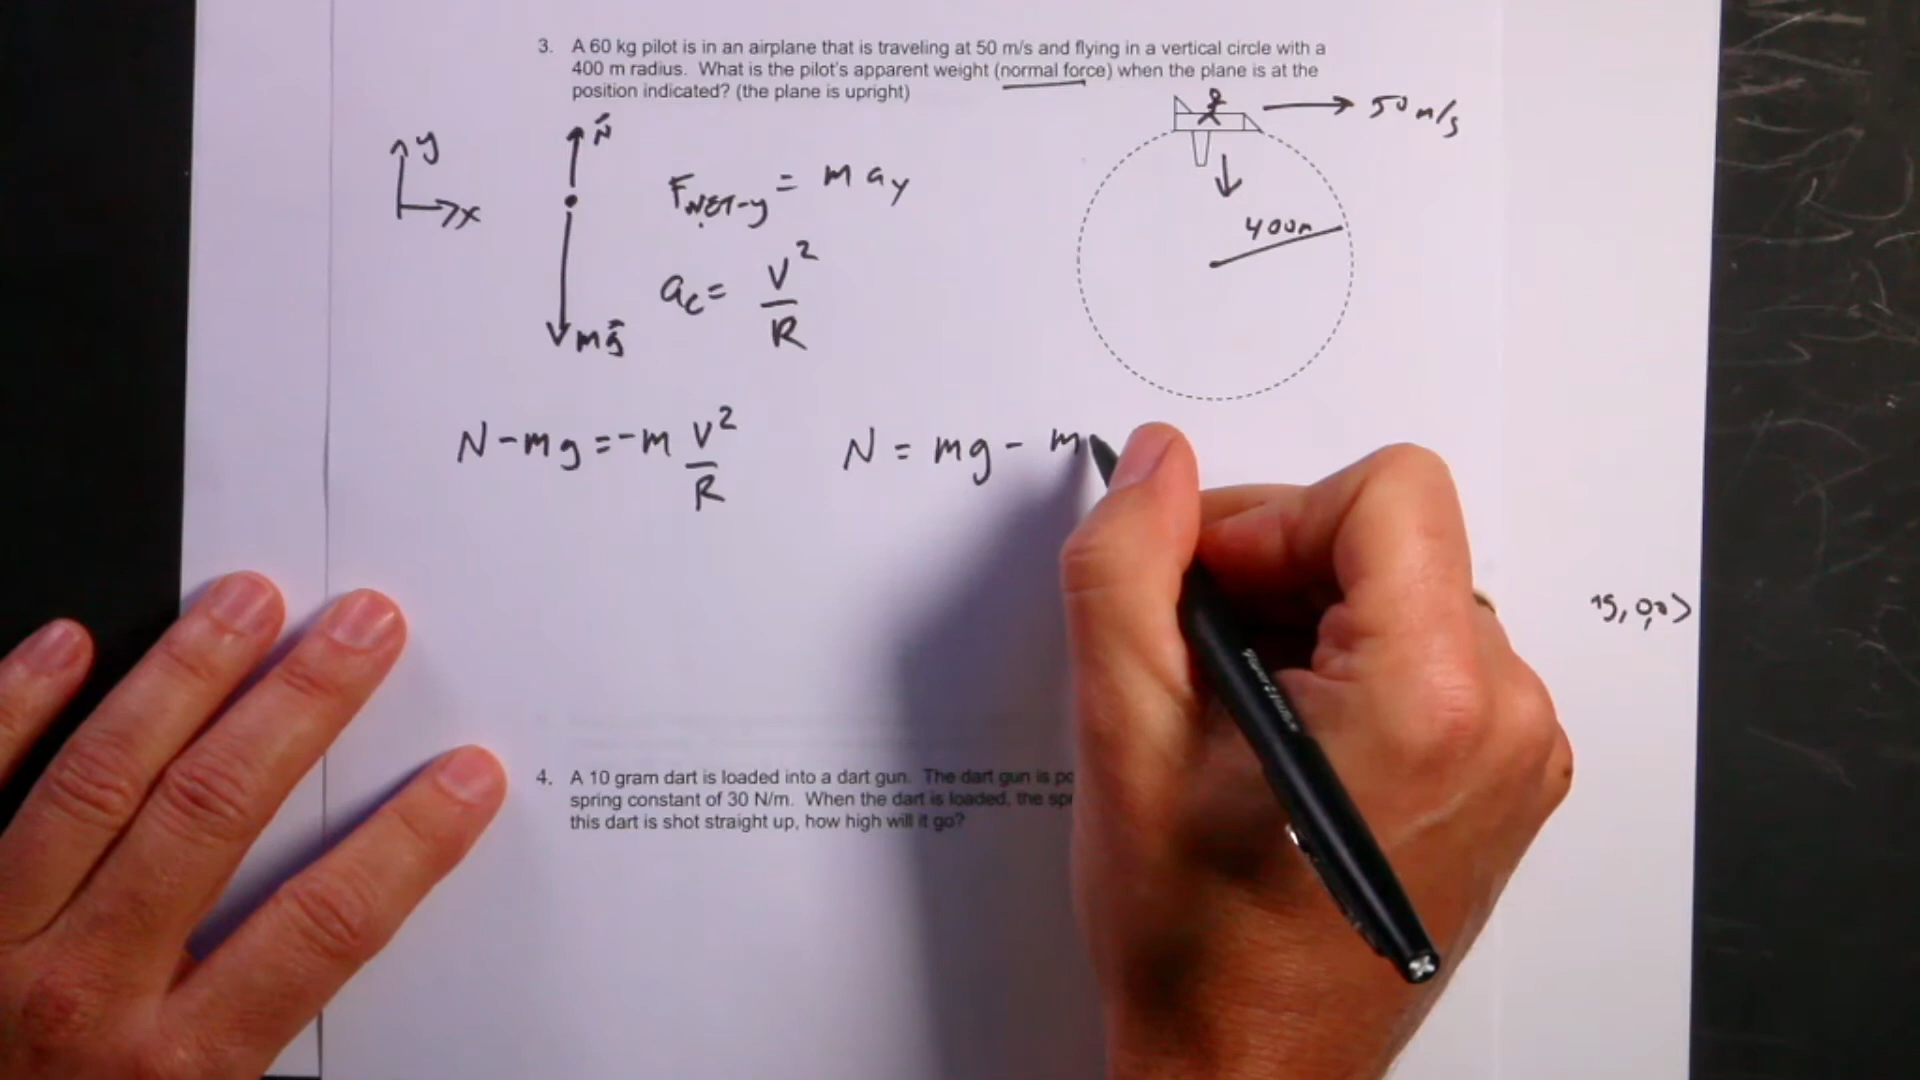 3. A 60 kg pilot is in an airplane that is traveling at 50 m/s and flying in a vertical circle with a
400 m radius. What is the pilot's apparent weight (normal force) when the plane is at the
position indicated? (the plane is upright)
50 m/s
y
x
N⃗
mg⃗
F_NET-y = m a_y
400m
a_c = v²/R
N - mg = -m v²/R
N = mg - m
4. A 10 gram dart is loaded into a dart gun. The dart gun is
spring constant of 30 N/m. When the dart is loaded, the
this dart is shot straight up, how high will it go?